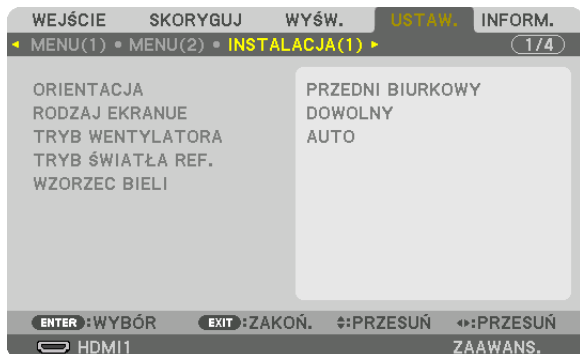 WEJŚCIE SKORYGUJ WYŚW. USTAW. INFORM.
◂ MENU(1) • MENU(2) • INSTALACJA(1) ▸ 1/4
ORIENTACJA PRZEDNI BIURKOWY
RODZAJ EKRANUE DOWOLNY
TRYB WENTYLATORA AUTO
TRYB ŚWIATŁA REF.
WZORZEC BIELI
ENTER :WYBÓR EXIT :ZAKOŃ. :PRZESUŃ :PRZESUŃ
HDMI1 ZAAWANS.